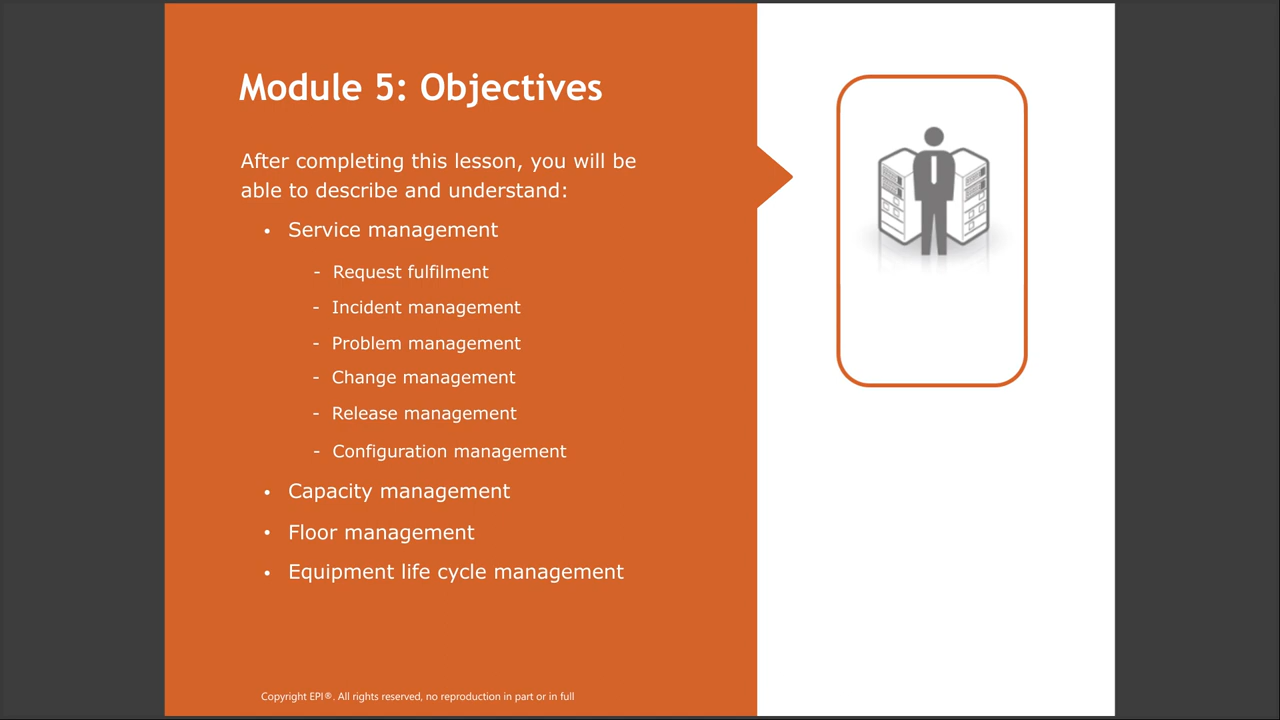 Module 5: Objectives
After completing this lesson, you will be
able to describe and understand:
• Service management
- Request fulfilment
- Incident management
- Problem management
- Change management
- Release management
- Configuration management
• Capacity management
• Floor management
• Equipment life cycle management
Copyright EPI®. All rights reserved, no reproduction in part or in full